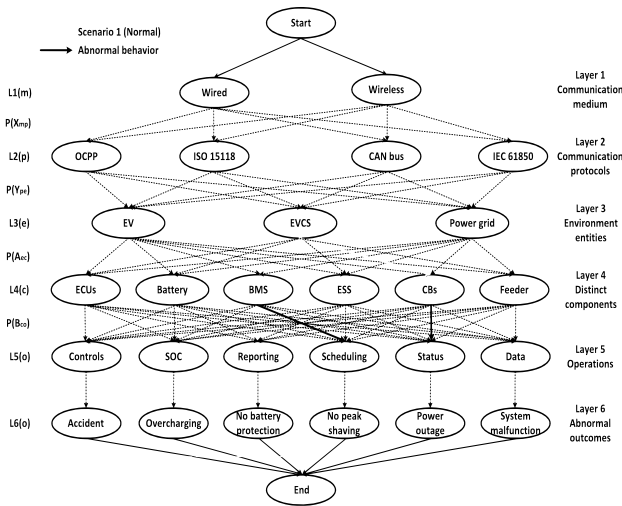 Start
Scenario 1 (Normal)
Abnormal behavior
L1(m)
Wired
Wireless
Layer 1
Communication
medium
P(Xmp)
L2(p)
OCPP
ISO 15118
CAN bus
IEC 61850
Layer 2
Communication
protocols
P(Ype)
L3(e)
EV
EVCS
Power grid
Layer 3
Environment
entities
P(Aec)
L4(c)
ECUs
Battery
BMS
ESS
CBs
Feeder
Layer 4
Distinct
components
P(Bco)
L5(o)
Controls
SOC
Reporting
Scheduling
Status
Data
Layer 5
Operations
L6(o)
Accident
Overcharging
No battery
protection
No peak
shaving
Power
outage
System
malfunction
Layer 6
Abnormal
outcomes
End